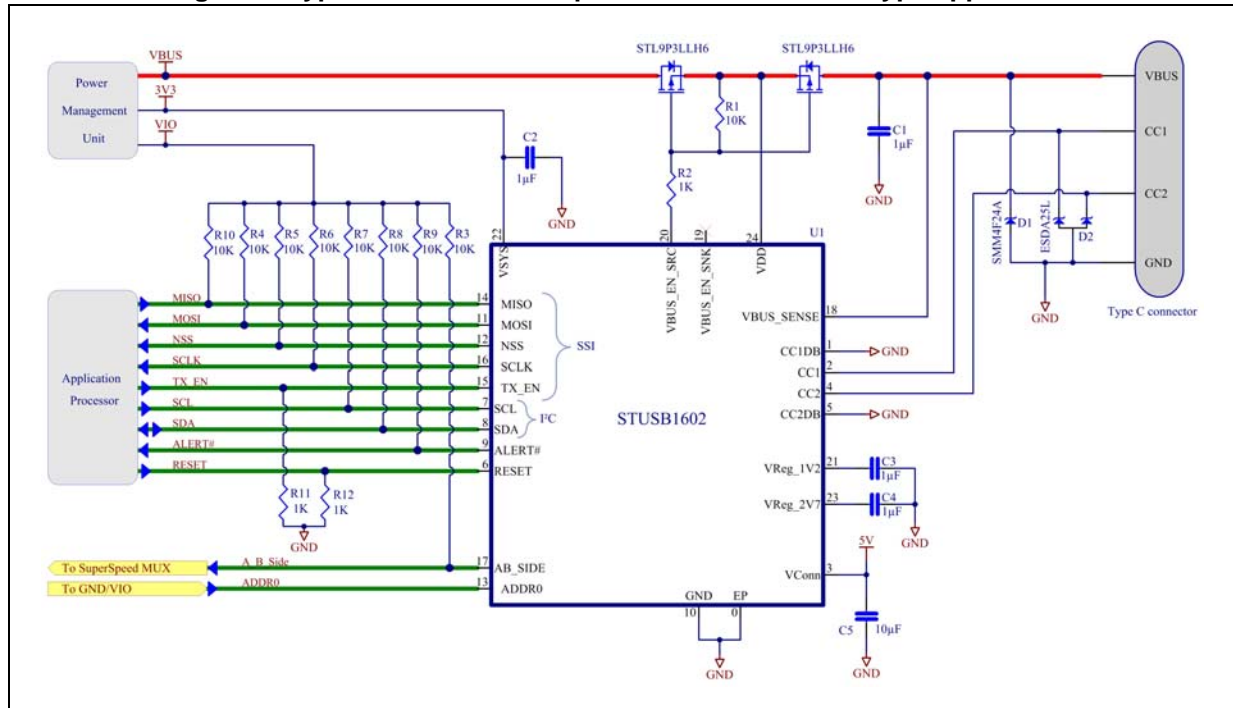 STL9P3LLH6
STL9P3LLH6
VBUS
Power
Management
Unit
3V3
VIO
R1
10K
C1
1µF
GND
VBUS
CC1
CC2
GND
Type C connector
C2
1µF
GND
R2
1K
SMM4F24A
D1
ESDA25L
D2
GND
R10
10K
R4
10K
R5
10K
R6
10K
R7
10K
R8
10K
R9
10K
R3
10K
22
VSYS
20
VBUS_EN_SRC
19
VBUS_EN_SNK
24
VDD
U1
Application
Processor
MISO
14
MISO
MOSI
11
MOSI
NSS
12
NSS
SCLK
16
SCLK
TX_EN
15
TX_EN
SSI
SCL
7
SCL
SDA
8
SDA
I²C
ALERT#
9
ALERT#
RESET
6
RESET
STUSB1602
VBUS_SENSE
18
CC1DB
1
GND
CC1
2
CC2
4
CC2DB
5
GND
VReg_1V2
21
C3
1µF
VReg_2V7
23
C4
1µF
GND
R11
1K
R12
1K
GND
5V
VConn
3
C5
10µF
GND
To SuperSpeed MUX
A_B_Side
17
AB_SIDE
To GND/VIO
ADDR0
13
ADDR0
GND
10
EP
0
GND